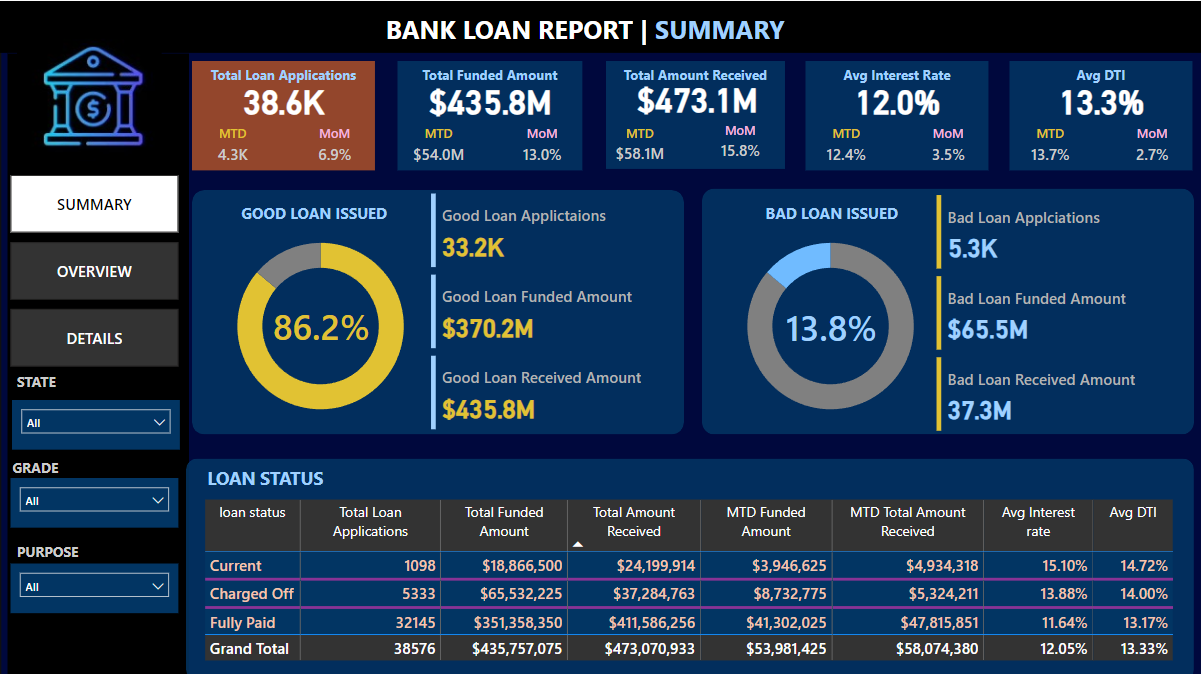 BANK LOAN REPORT | SUMMARY
Total Loan Applications
38.6K
MTD MoM
4.3K 6.9%
Total Funded Amount
$435.8M
MTD MoM
$54.0M 13.0%
Total Amount Received
$473.1M
MTD MoM
$58.1M 15.8%
Avg Interest Rate
12.0%
MTD MoM
12.4% 3.5%
Avg DTI
13.3%
MTD MoM
13.7% 2.7%
$
SUMMARY
OVERVIEW
DETAILS
STATE
All
GRADE
All
PURPOSE
All
GOOD LOAN ISSUED
86.2%
Good Loan Applictaions
33.2K
Good Loan Funded Amount
$370.2M
Good Loan Received Amount
$435.8M
BAD LOAN ISSUED
13.8%
Bad Loan Applciations
5.3K
Bad Loan Funded Amount
$65.5M
Bad Loan Received Amount
37.3M
LOAN STATUS
loan status Total Loan Applications Total Funded Amount Total Amount Received MTD Funded Amount MTD Total Amount Received Avg Interest rate Avg DTI
Current 1098 $18,866,500 $24,199,914 $3,946,625 $4,934,318 15.10% 14.72%
Charged Off 5333 $65,532,225 $37,284,763 $8,732,775 $5,324,211 13.88% 14.00%
Fully Paid 32145 $351,358,350 $411,586,256 $41,302,025 $47,815,851 11.64% 13.17%
Grand Total 38576 $435,757,075 $473,070,933 $53,981,425 $58,074,380 12.05% 13.33%